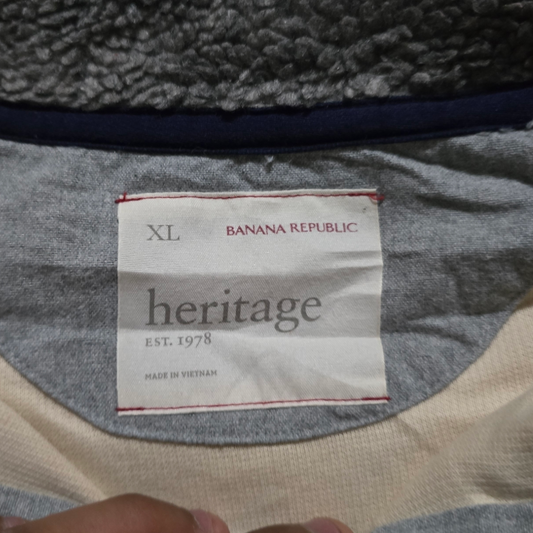 XL BANANA REPUBLIC
heritage
EST. 1978
MADE IN VIETNAM